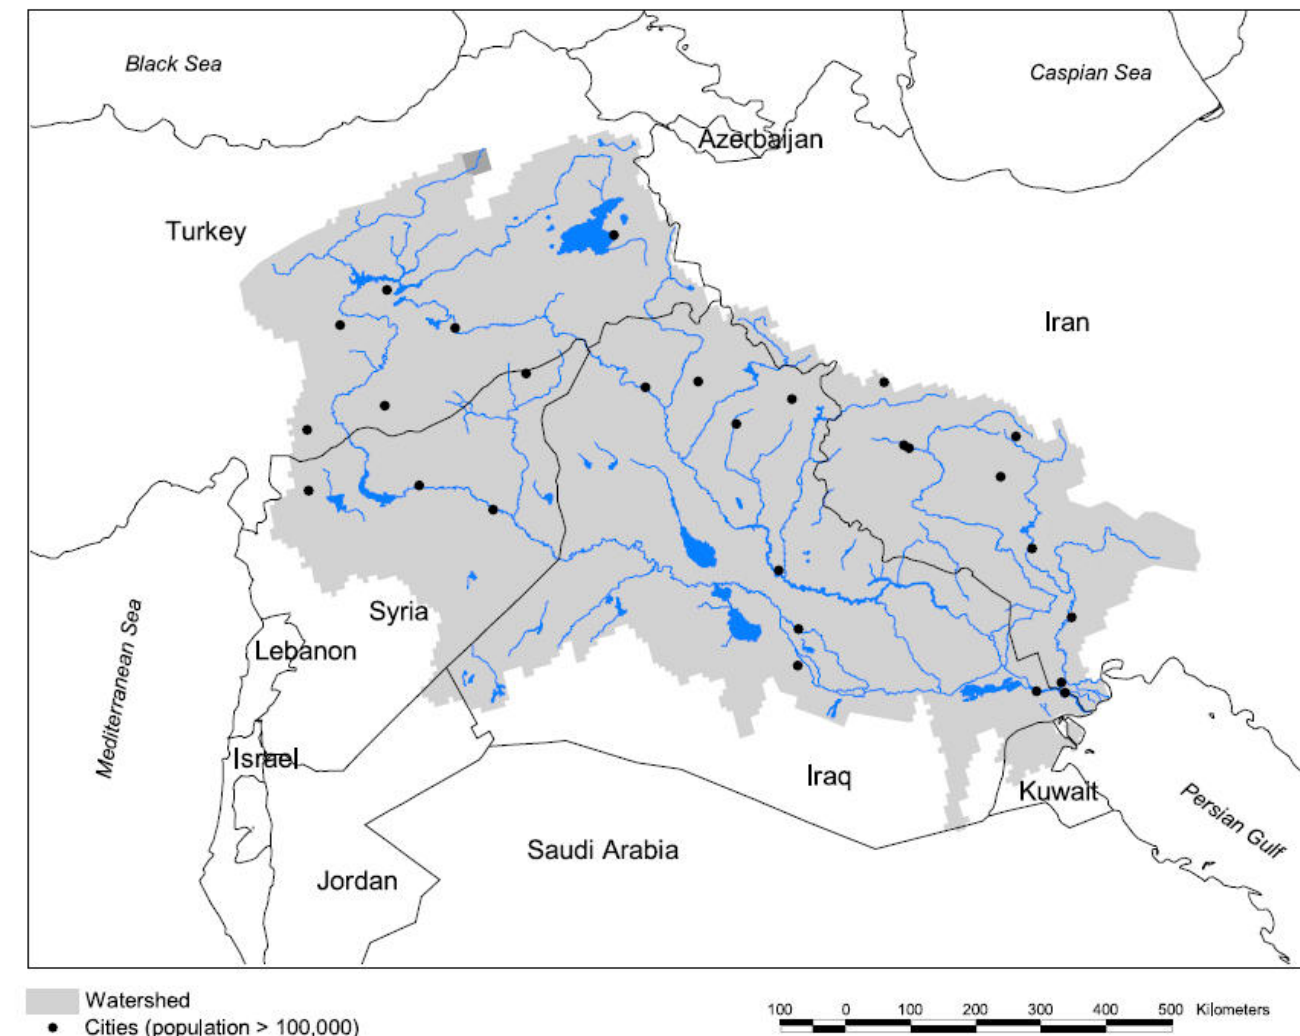 Black Sea
Caspian Sea
Azerbaijan
Turkey
Iran
Syria
Lebanon
Mediterranean Sea
Israel
Iraq
Kuwait
Persian Gulf
Saudi Arabia
Jordan
Watershed
Cities (population > 100,000)
100 0 100 200 300 400 500 Kilometers